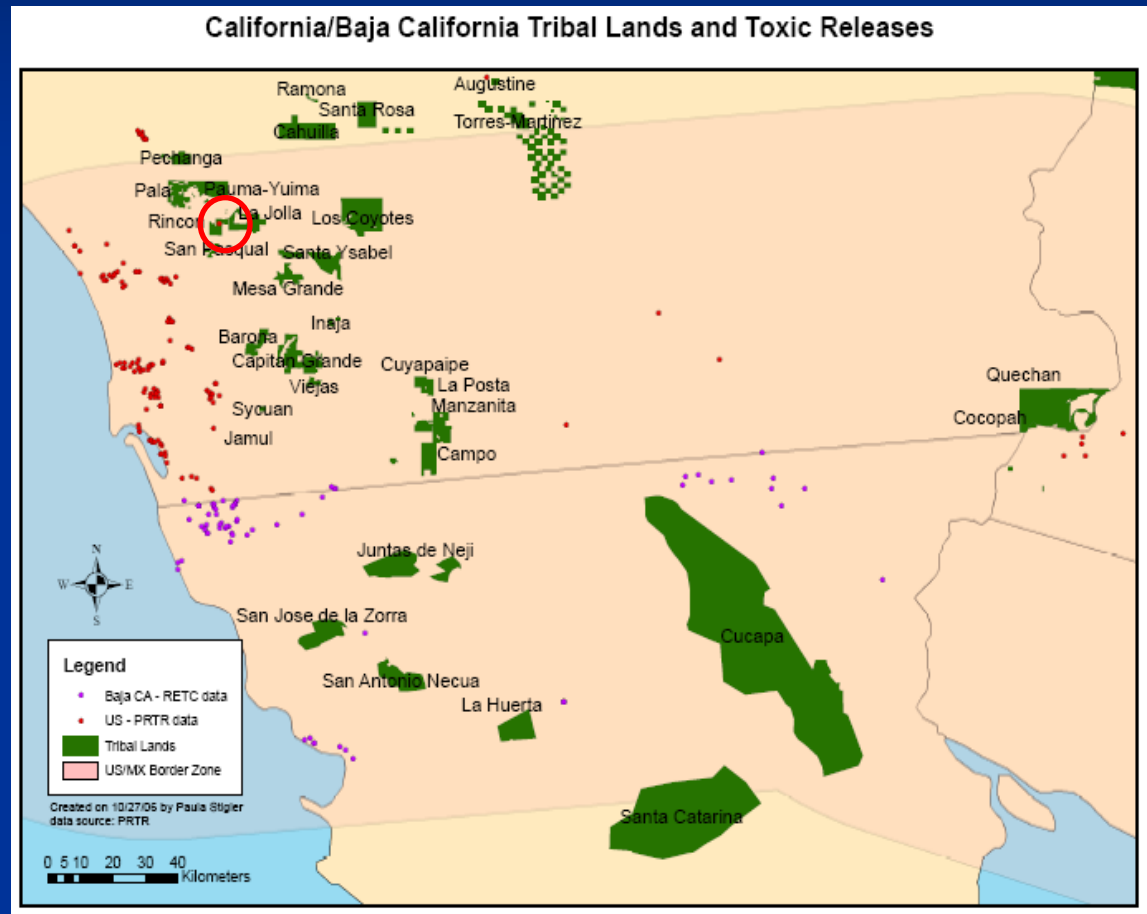 California/Baja California Tribal Lands and Toxic Releases
Ramona
Augustine
Santa Rosa
Torres-Martinez
Cahuilla
Pechanga
Pala
Pauma-Yuima
Rincon
La Jolla
Los Coyotes
San Pasqual
Santa Ysabel
Mesa Grande
Inaja
Barona
Capitan Grande
Cuyapaipe
Viejas
La Posta
Manzanita
Sycuan
Jamul
Campo
Quechan
Cocopah
Juntas de Neji
San Jose de la Zorra
San Antonio Necua
La Huerta
Cucapa
Santa Catarina
N
W
E
S
Legend
Baja CA - RETC data
US - PRTR data
Tribal Lands
US/MX Border Zone
Created on 10/27/06 by Paula Stigler
data source: PRTR
0 5 10 20 30 40
Kilometers